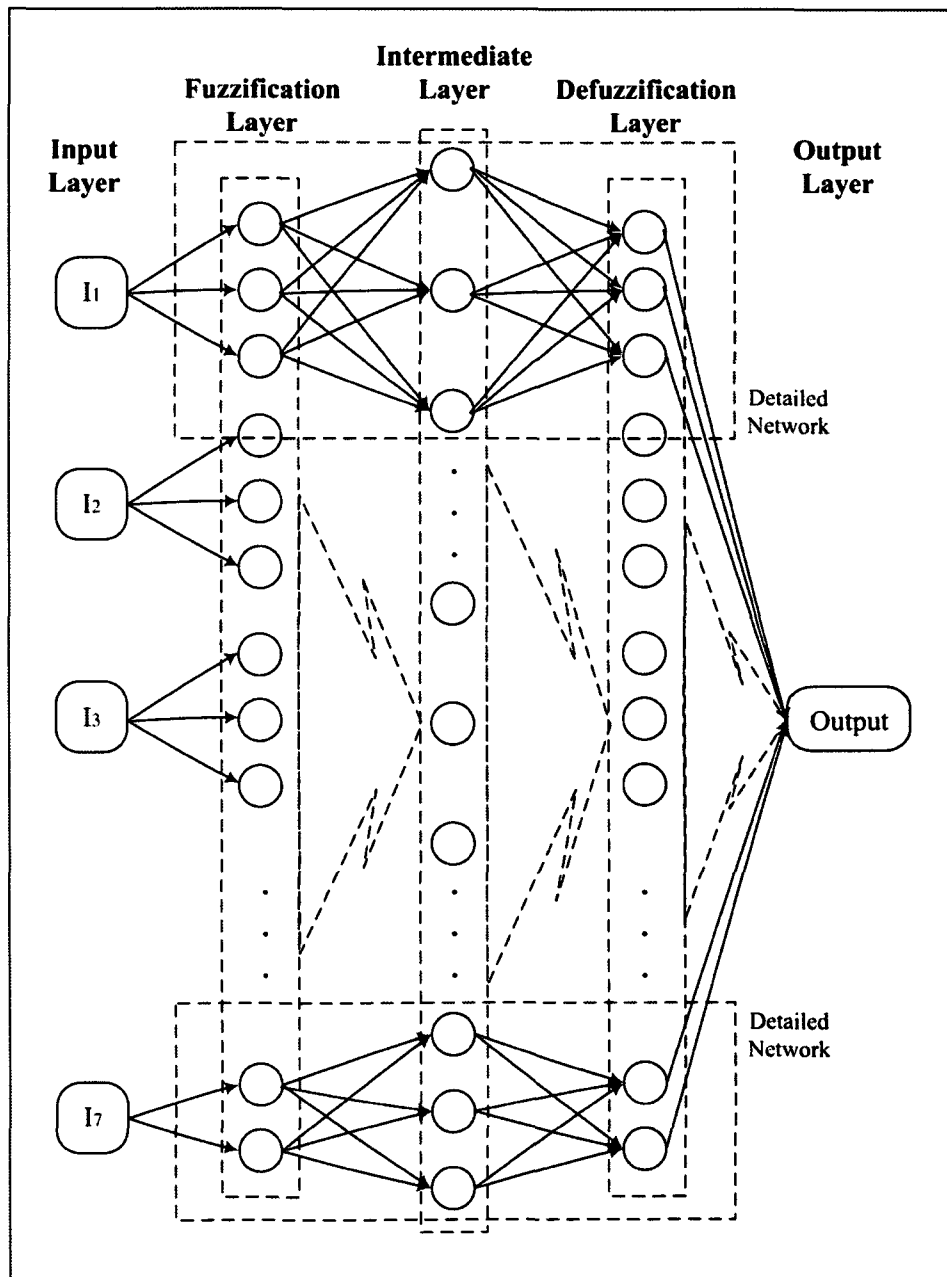 Intermediate
Layer
Fuzzification
Layer
Defuzzification
Layer
Input
Layer
Output
Layer
I1
Detailed
Network
I2
I3
Output
Detailed
Network
I7